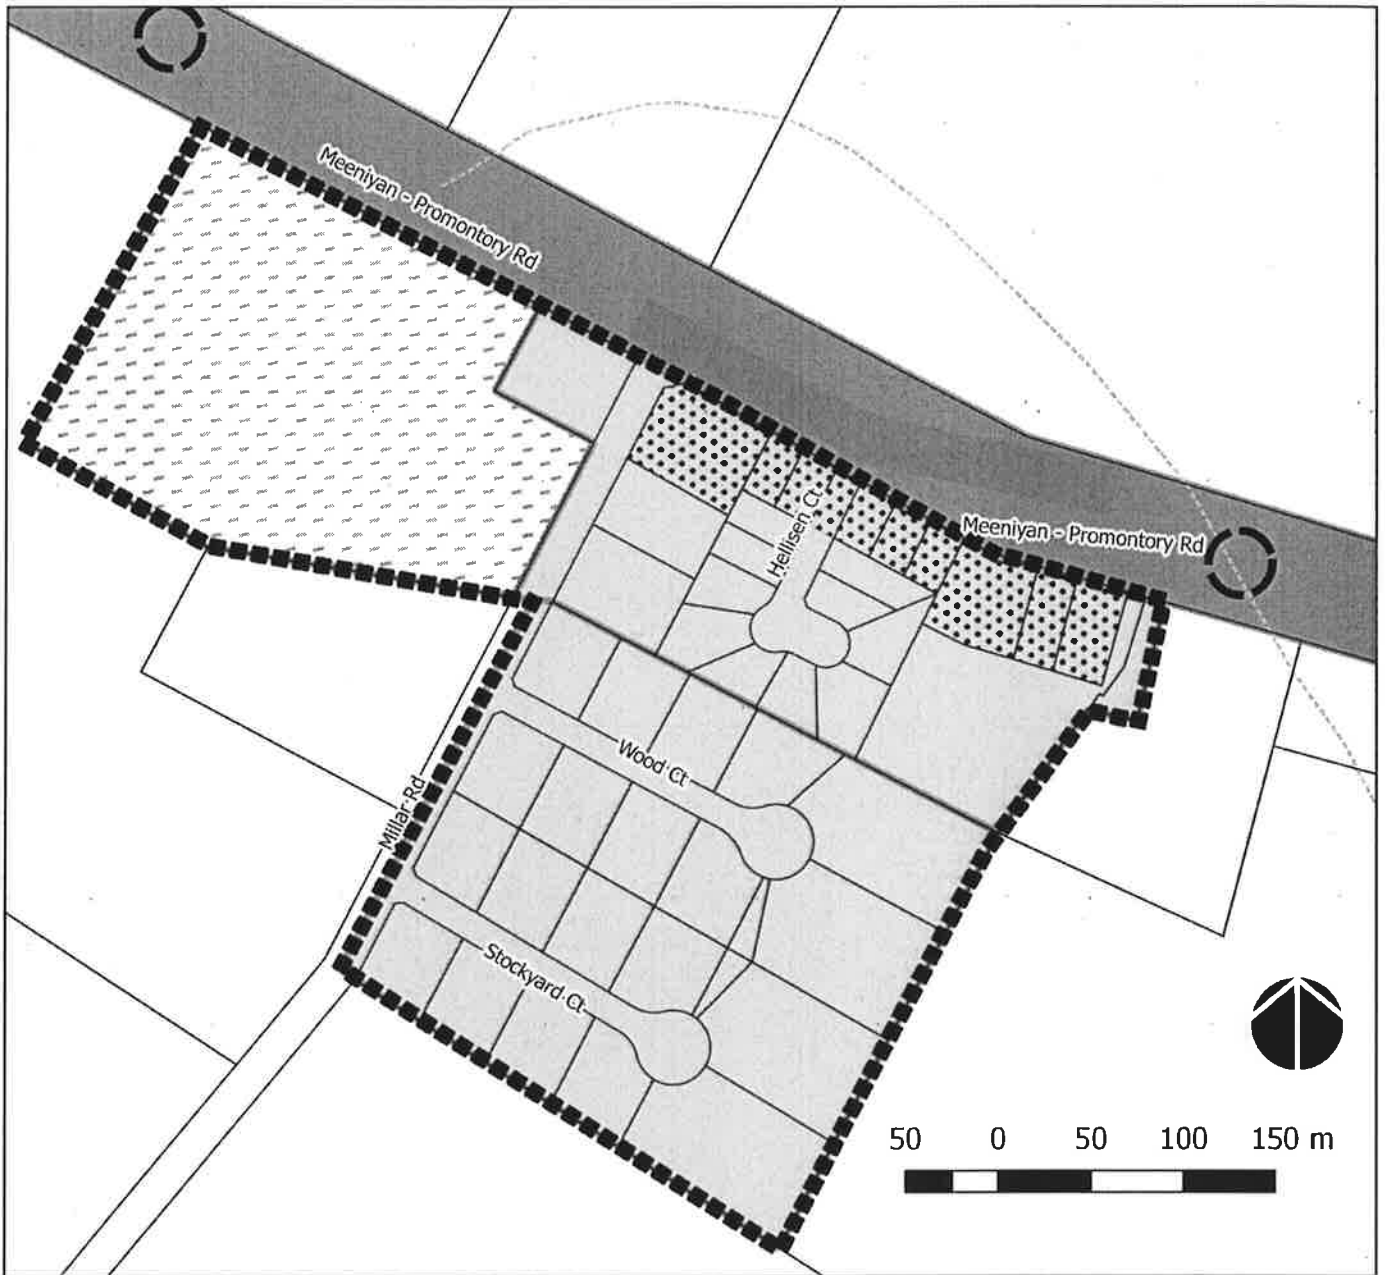 Meeniyan - Promontory Rd
Hellisen Ct
Meeniyan - Promontory Rd
Wood Ct
Millar Rd
Stockyard Ct
50 0 50 100 150 m